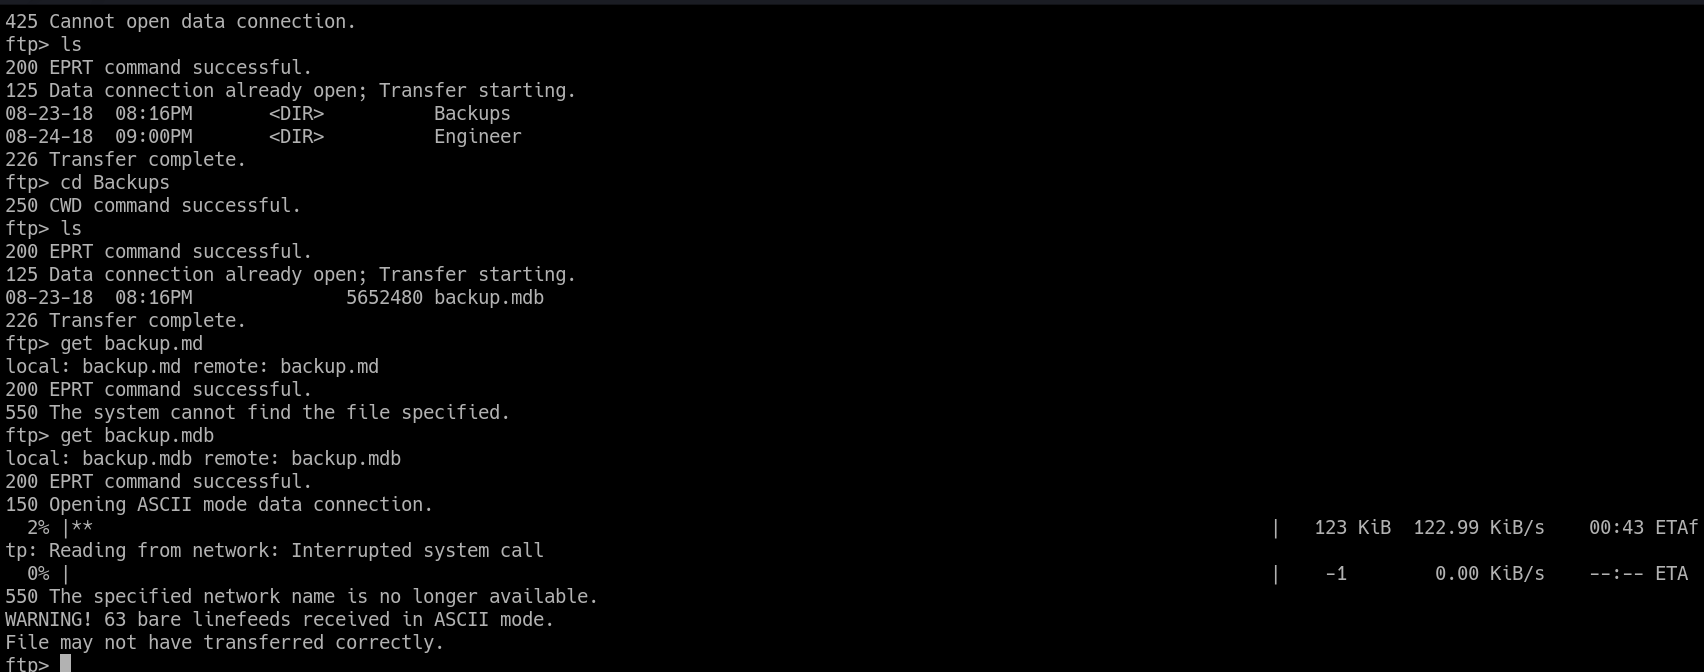 425 Cannot open data connection.
ftp> ls
200 EPRT command successful.
125 Data connection already open; Transfer starting.
08-23-18  08:16PM       <DIR>          Backups
08-24-18  09:00PM       <DIR>          Engineer
226 Transfer complete.
ftp> cd Backups
250 CWD command successful.
ftp> ls
200 EPRT command successful.
125 Data connection already open; Transfer starting.
08-23-18  08:16PM              5652480 backup.mdb
226 Transfer complete.
ftp> get backup.md
local: backup.md remote: backup.md
200 EPRT command successful.
550 The system cannot find the file specified.
ftp> get backup.mdb
local: backup.mdb remote: backup.mdb
200 EPRT command successful.
150 Opening ASCII mode data connection.
  2% |**                                                                                                           |   123 KiB  122.99 KiB/s    00:43 ETAf
tp: Reading from network: Interrupted system call
  0% |                                                                                                             |    -1        0.00 KiB/s    --:-- ETA
550 The specified network name is no longer available.
WARNING! 63 bare linefeeds received in ASCII mode.
File may not have transferred correctly.
ftp>